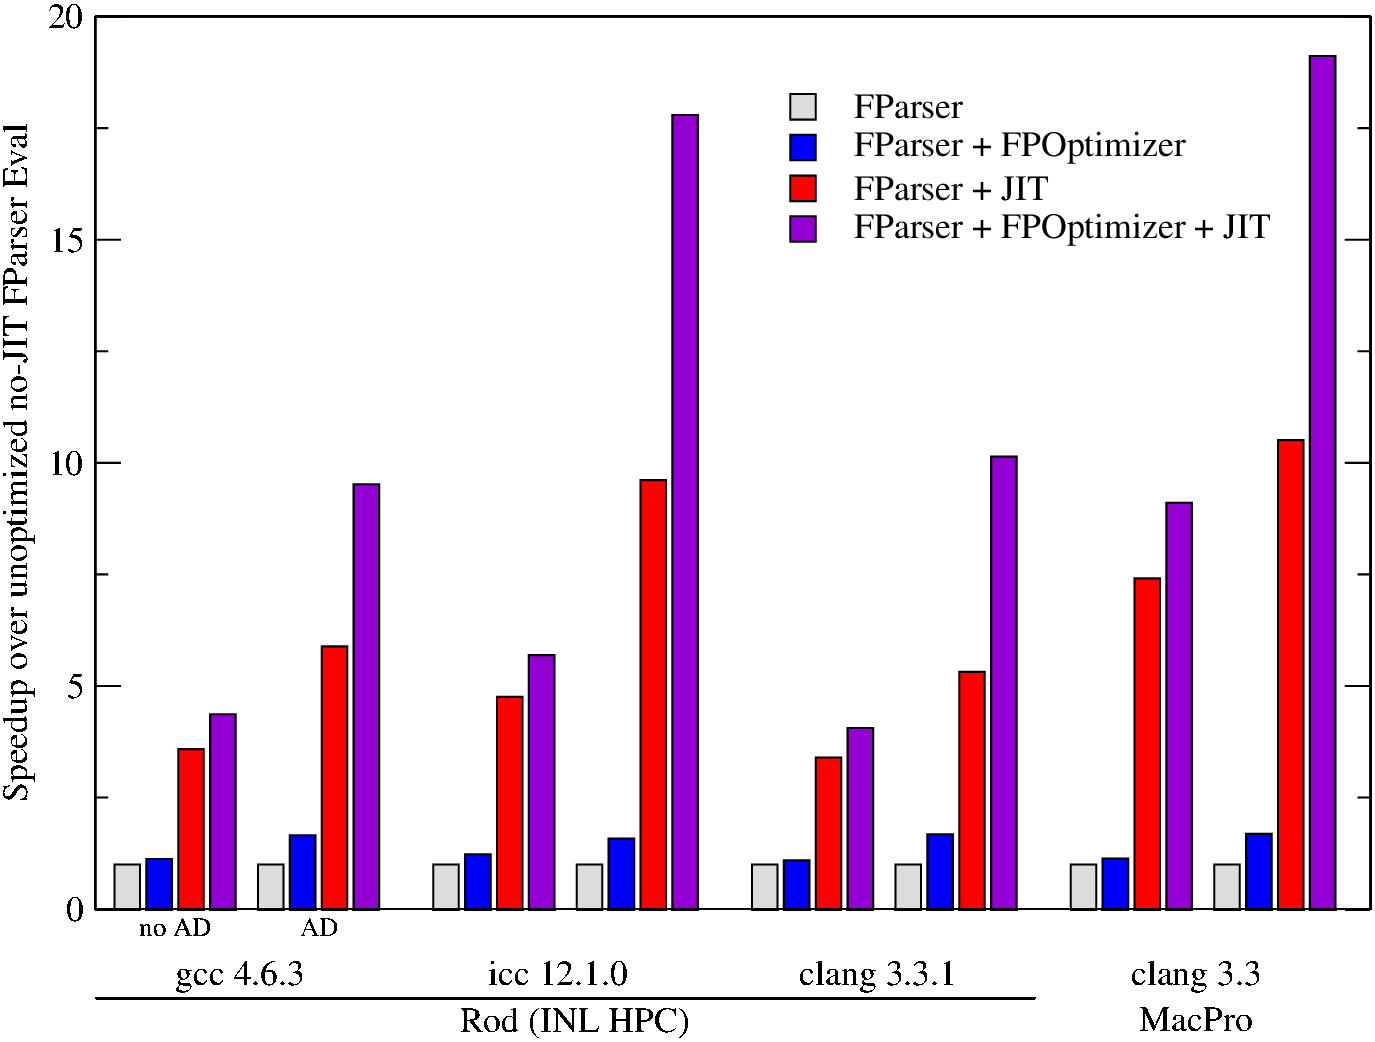 Speedup over unoptimized no-JIT FParser Eval
20
15
10
5
0
FParser
FParser + FPOptimizer
FParser + JIT
FParser + FPOptimizer + JIT
no AD
AD
gcc 4.6.3
icc 12.1.0
clang 3.3.1
clang 3.3
Rod (INL HPC)
MacPro